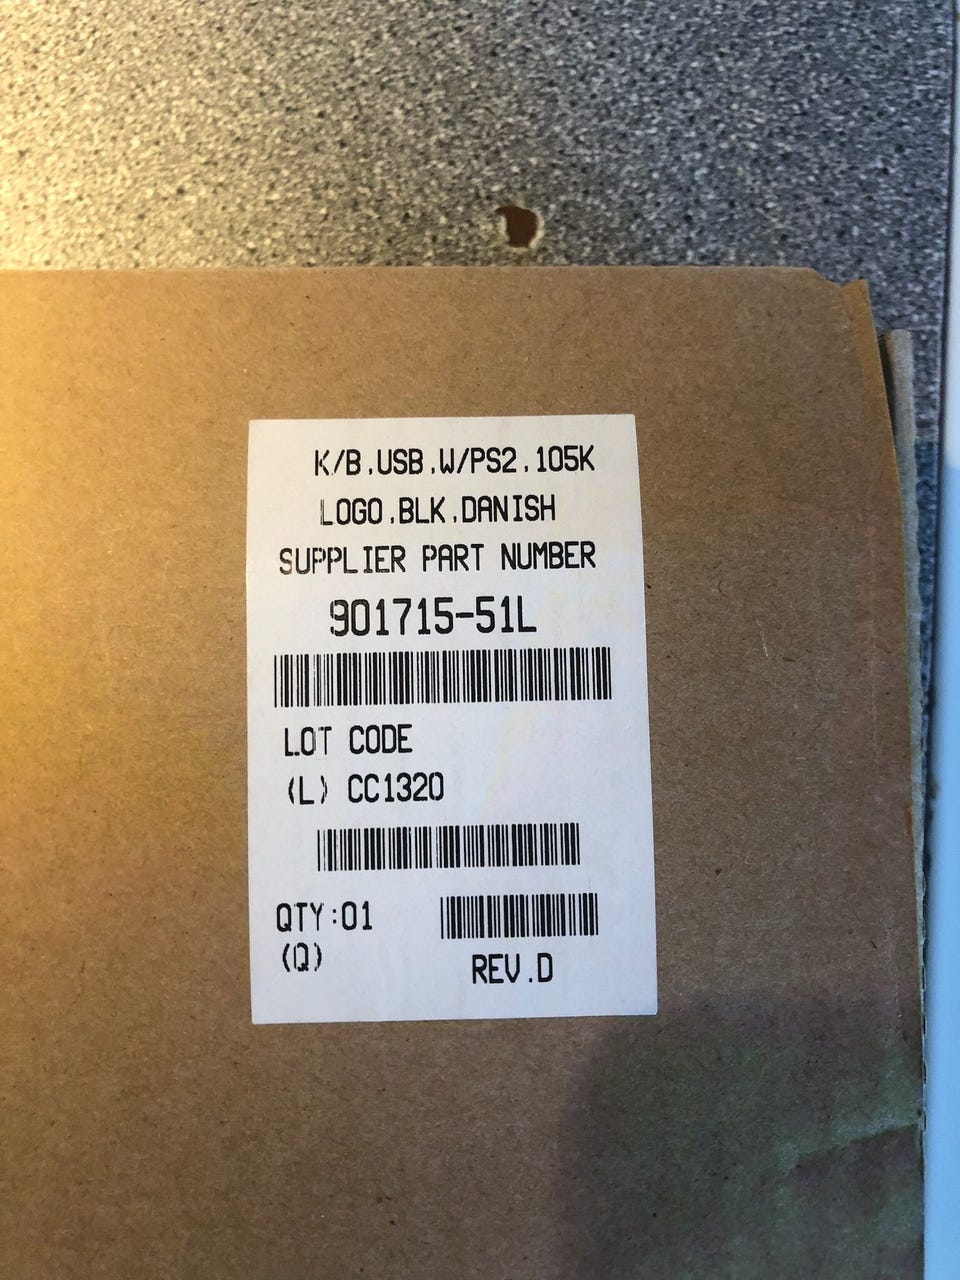 K/B,USB,W/PS2,105K
LOGO,BLK,DANISH
SUPPLIER PART NUMBER
901715-51L
LOT CODE
(L) CC1320
QTY:01
(Q)
REV.D